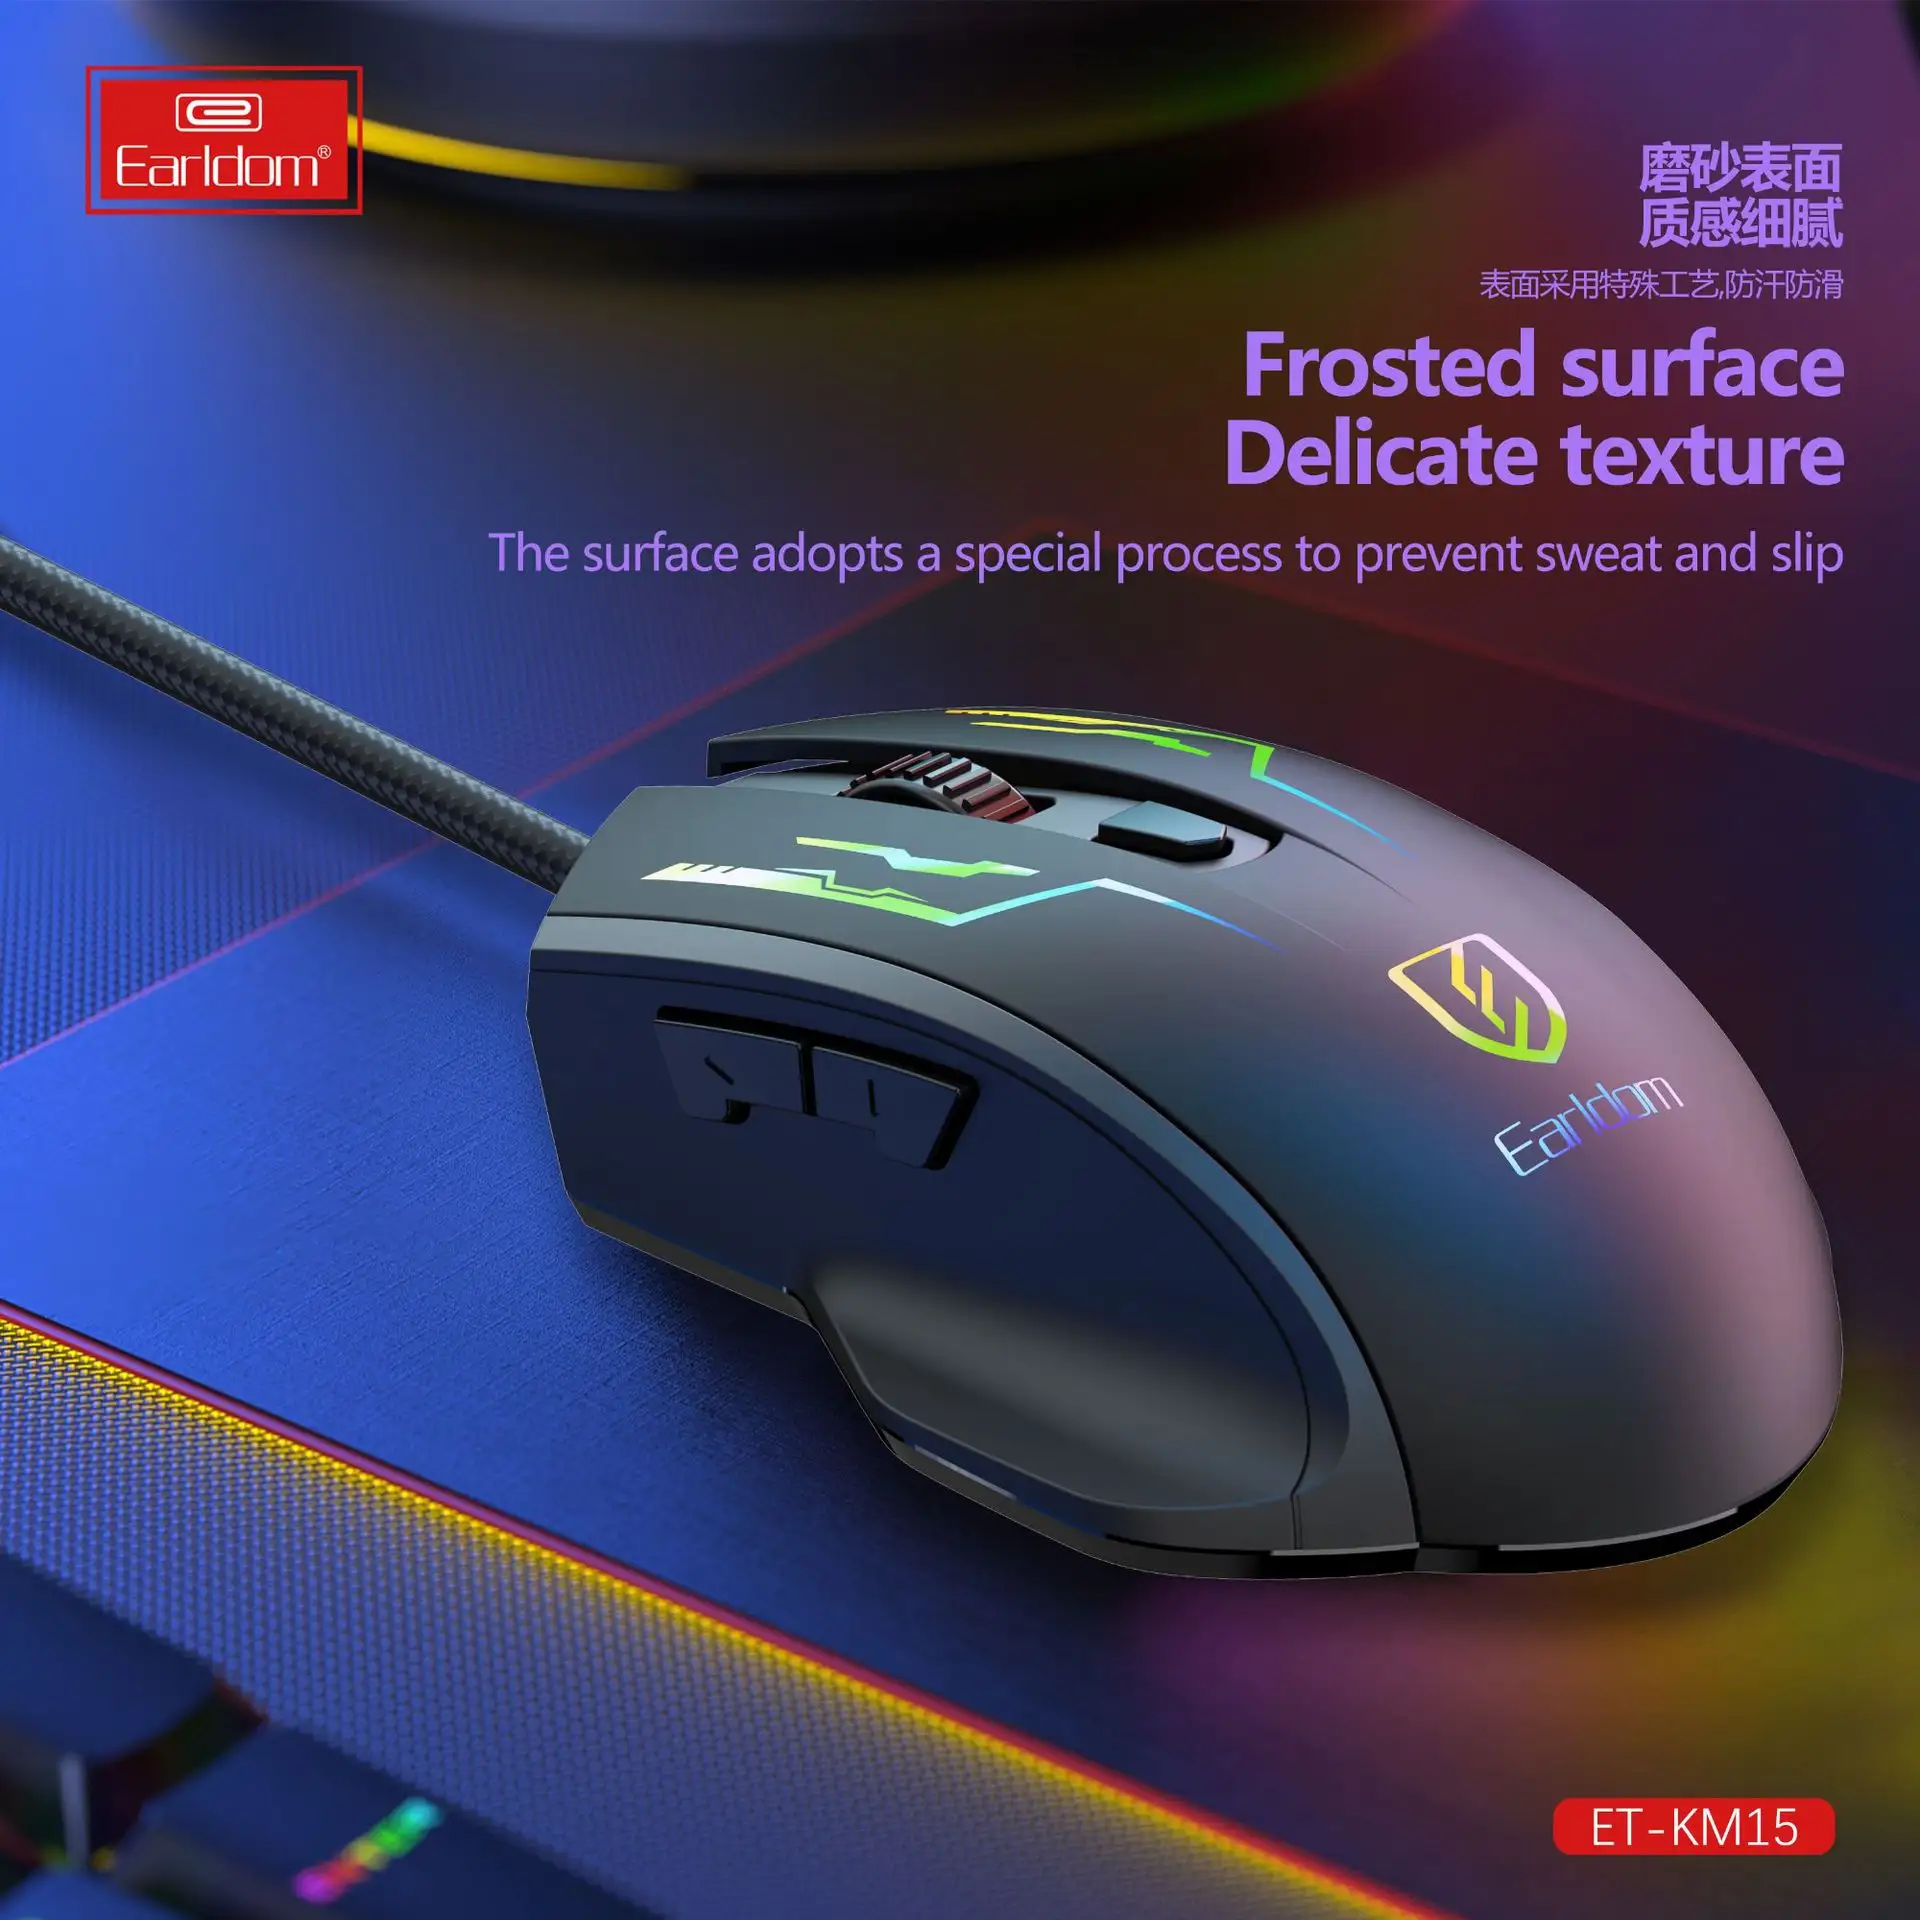 Earldom®
磨砂表面
质感细腻
表面采用特殊工艺,防汗防滑
Frosted surface
Delicate texture
The surface adopts a special process to prevent sweat and slip
Earldom
ET-KM15